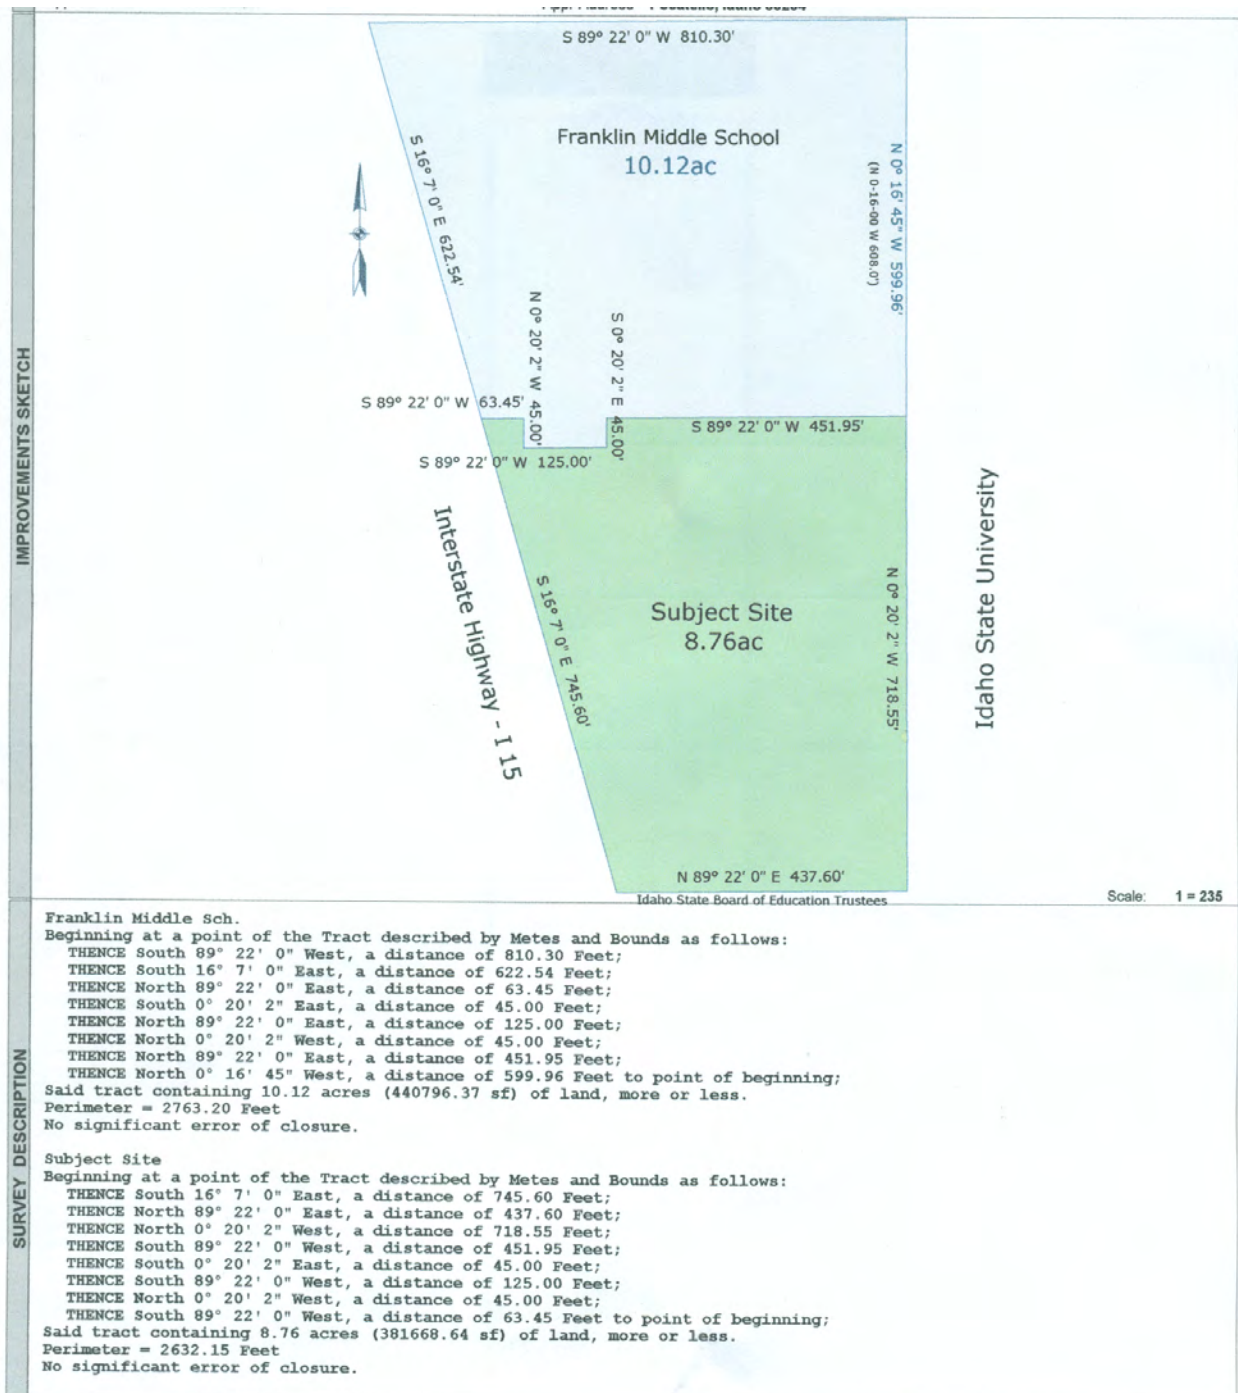 S 89° 22' 0" W 810.30'
Franklin Middle School
10.12ac
S 16° 7' 0" E 622.54'
N 0° 16' 45" W 599.96'
(N 0-16-00 W 608.0')
N 0° 20' 2" W 45.00'
S 0° 20' 2" E 45.00'
S 89° 22' 0" W 63.45'
S 89° 22' 0" W 451.95'
S 89° 22' 0" W 125.00'
IMPROVEMENTS SKETCH
Interstate Highway - I 15
S 16° 7' 0" E 745.60'
Subject Site
8.76ac
N 0° 20' 2" W 718.55'
Idaho State University
N 89° 22' 0" E 437.60'
Idaho State Board of Education Trustees
Scale: 1 = 235
SURVEY DESCRIPTION
Franklin Middle Sch.
Beginning at a point of the Tract described by Metes and Bounds as follows:
THENCE South 89° 22' 0" West, a distance of 810.30 Feet;
THENCE South 16° 7' 0" East, a distance of 622.54 Feet;
THENCE North 89° 22' 0" East, a distance of 63.45 Feet;
THENCE South 0° 20' 2" East, a distance of 45.00 Feet;
THENCE North 89° 22' 0" East, a distance of 125.00 Feet;
THENCE North 0° 20' 2" West, a distance of 45.00 Feet;
THENCE North 89° 22' 0" East, a distance of 451.95 Feet;
THENCE North 0° 16' 45" West, a distance of 599.96 Feet to point of beginning;
Said tract containing 10.12 acres (440796.37 sf) of land, more or less.
Perimeter = 2763.20 Feet
No significant error of closure.
Subject Site
Beginning at a point of the Tract described by Metes and Bounds as follows:
THENCE South 16° 7' 0" East, a distance of 745.60 Feet;
THENCE North 89° 22' 0" East, a distance of 437.60 Feet;
THENCE North 0° 20' 2" West, a distance of 718.55 Feet;
THENCE South 89° 22' 0" West, a distance of 451.95 Feet;
THENCE South 0° 20' 2" East, a distance of 45.00 Feet;
THENCE South 89° 22' 0" West, a distance of 125.00 Feet;
THENCE North 0° 20' 2" West, a distance of 45.00 Feet;
THENCE South 89° 22' 0" West, a distance of 63.45 Feet to point of beginning;
Said tract containing 8.76 acres (381668.64 sf) of land, more or less.
Perimeter = 2632.15 Feet
No significant error of closure.